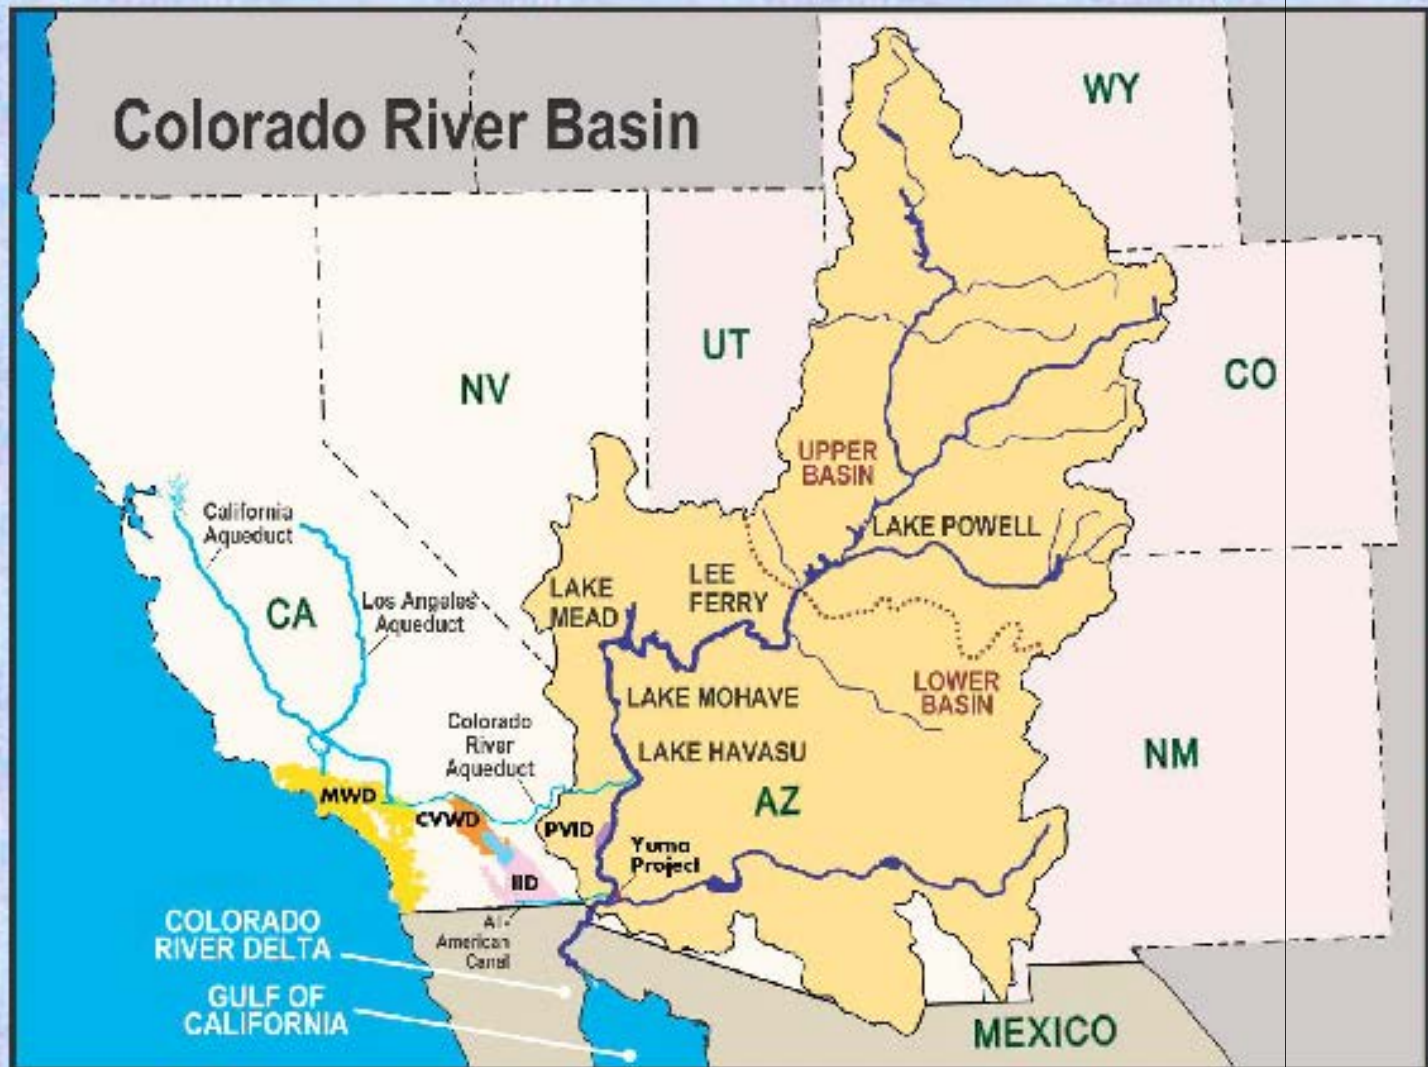 Colorado River Basin
WY
UT
CO
NV
UPPER
BASIN
California
Aqueduct
LAKE POWELL
LEE
FERRY
LAKE
MEAD
CA
Los Angeles
Aqueduct
LOWER
BASIN
LAKE MOHAVE
Colorado
River
Aqueduct
LAKE HAVASU
NM
AZ
MWD
CVWD
PVID
Yuma
Project
IID
All-
American
Canal
COLORADO
RIVER DELTA
GULF OF
CALIFORNIA
MEXICO